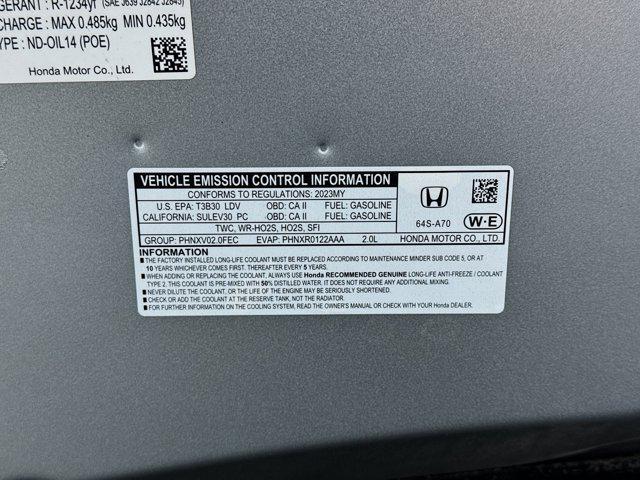 GERANT : R-1234yf (SAE J639 J2842 J2845)
CHARGE : MAX 0.485kg MIN 0.435kg
TYPE : ND-OIL14 (POE)
Honda Motor Co., Ltd.
VEHICLE EMISSION CONTROL INFORMATION
CONFORMS TO REGULATIONS: 2023MY
U.S. EPA: T3B30 LDV OBD: CA II FUEL: GASOLINE
CALIFORNIA: SULEV30 PC OBD: CA II FUEL: GASOLINE
TWC, WR-HO2S, HO2S, SFI
GROUP: PHNXV02.0FEC EVAP: PHNXR0122AAA 2.0L
64S-A70
W·E
HONDA MOTOR CO., LTD.
INFORMATION
■ THE FACTORY INSTALLED LONG-LIFE COOLANT MUST BE REPLACED ACCORDING TO MAINTENANCE MINDER SUB CODE 5, OR AT
10 YEARS WHICHEVER COMES FIRST. THEREAFTER EVERY 5 YEARS.
■ WHEN ADDING OR REPLACING THE COOLANT, ALWAYS USE Honda RECOMMENDED GENUINE LONG-LIFE ANTI-FREEZE / COOLANT
TYPE 2. THIS COOLANT IS PRE-MIXED WITH 50% DISTILLED WATER. IT DOES NOT REQUIRE ANY ADDITIONAL MIXING.
■ NEVER DILUTE THE COOLANT, OR THE LIFE OF THE ENGINE MAY BE SERIOUSLY SHORTENED.
■ CHECK OR ADD THE COOLANT AT THE RESERVE TANK, NOT THE RADIATOR.
■ FOR FURTHER INFORMATION ON THE COOLING SYSTEM, READ THE OWNER'S MANUAL OR CHECK WITH YOUR Honda DEALER.